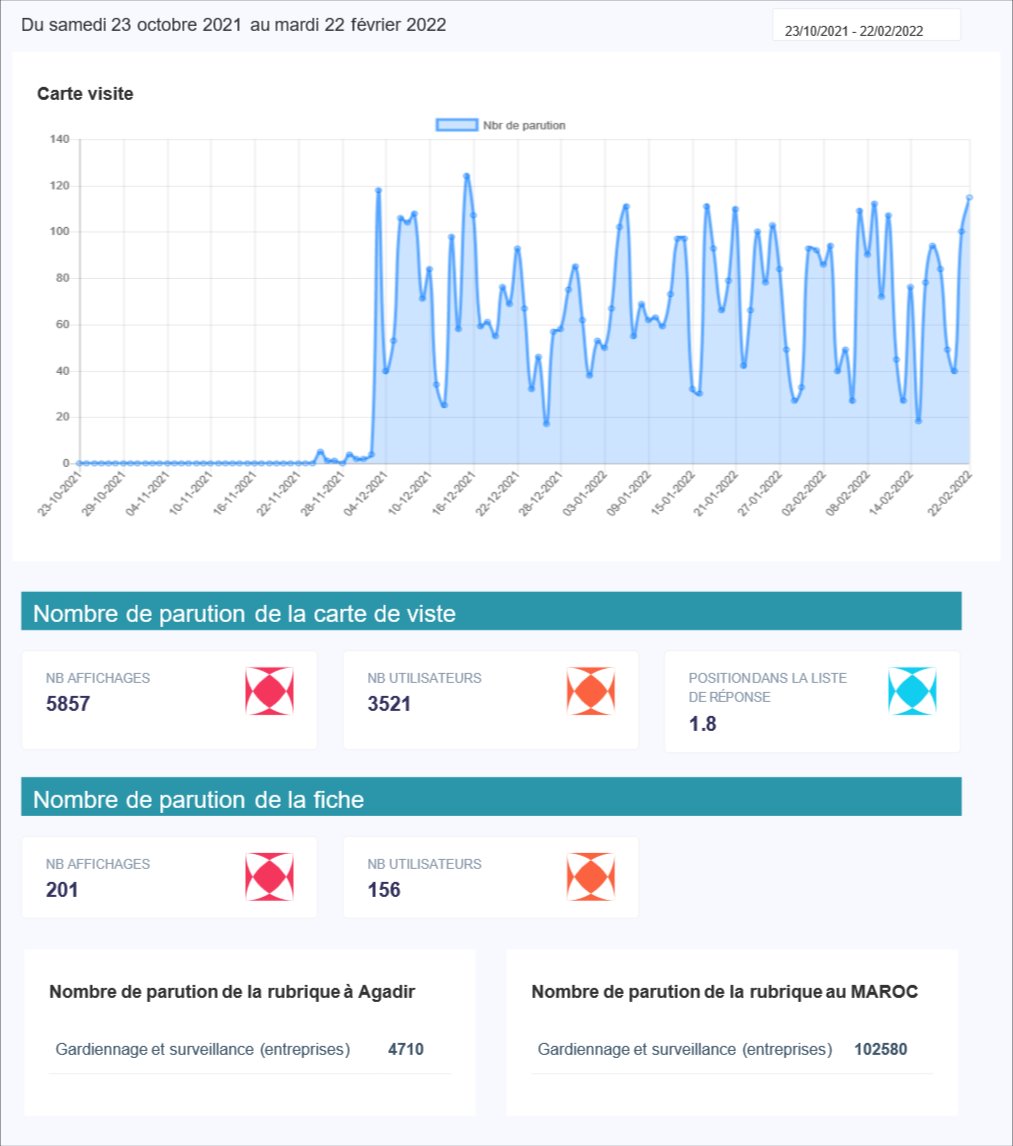 Du samedi 23 octobre 2021 au mardi 22 février 2022
23/10/2021 - 22/02/2022
Carte visite
Nbr de parution
140
120
100
80
60
40
20
0
23-10-2021
29-10-2021
04-11-2021
10-11-2021
16-11-2021
22-11-2021
28-11-2021
04-12-2021
10-12-2021
16-12-2021
22-12-2021
28-12-2021
03-01-2022
09-01-2022
15-01-2022
21-01-2022
27-01-2022
02-02-2022
08-02-2022
14-02-2022
22-02-2022
Nombre de parution de la carte de viste
NB AFFICHAGES
5857
NB UTILISATEURS
3521
POSITIONDANS LA LISTE
DE RÉPONSE
1.8
Nombre de parution de la fiche
NB AFFICHAGES
201
NB UTILISATEURS
156
Nombre de parution de la rubrique à Agadir
Gardiennage et surveillance (entreprises) 4710
Nombre de parution de la rubrique au MAROC
Gardiennage et surveillance (entreprises) 102580